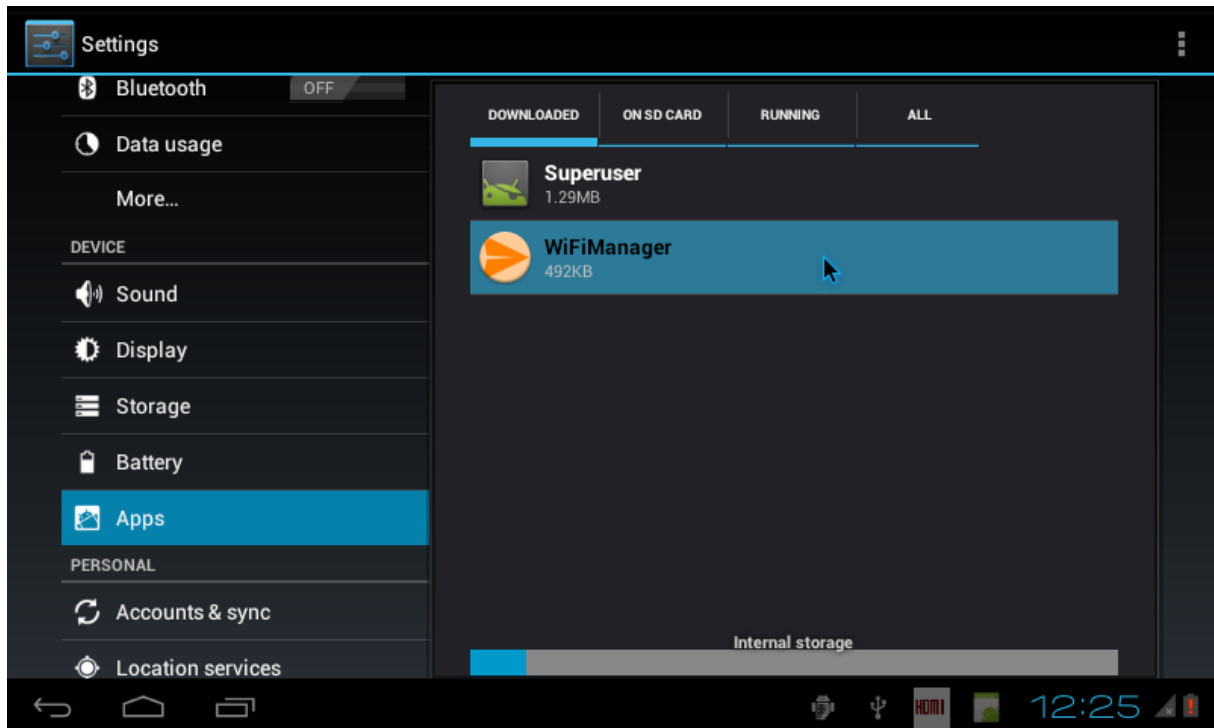 Settings
Bluetooth OFF
Data usage
More...
DEVICE
Sound
Display
Storage
Battery
Apps
PERSONAL
Accounts & sync
Location services
DOWNLOADED ON SD CARD RUNNING ALL
Superuser
1.29MB
WiFiManager
492KB
Internal storage
HDMI
12:25